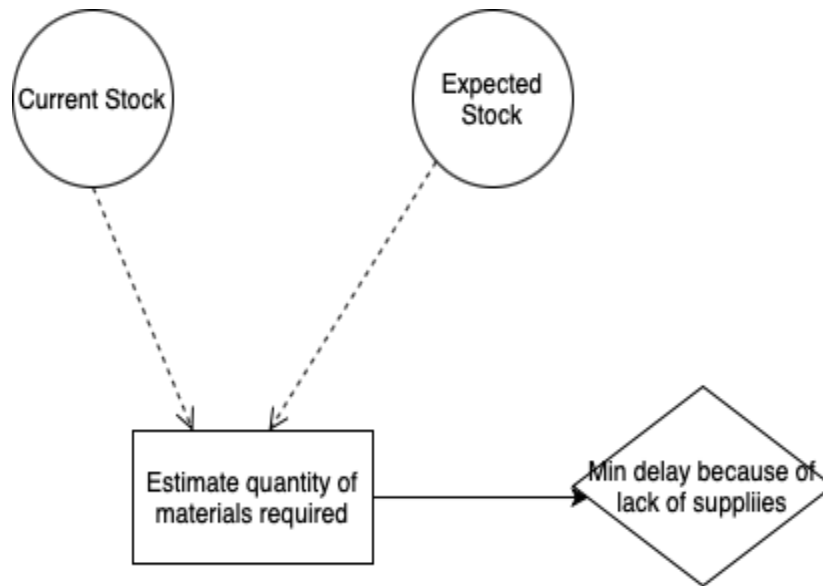 Current Stock
Expected
Stock
Estimate quantity of
materials required
Min delay because of
lack of suppliies